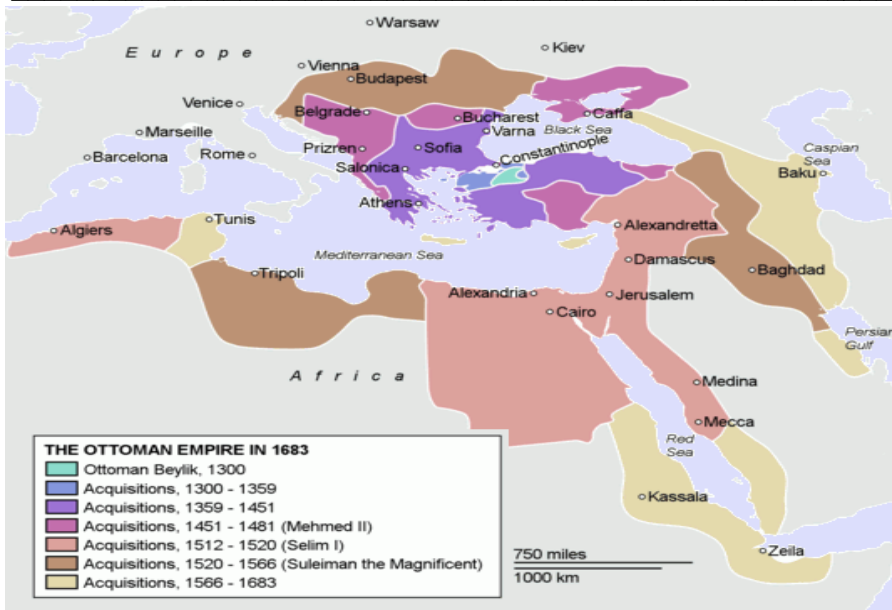 Warsaw
Europe
Kiev
Vienna
Budapest
Venice
Belgrade
Bucharest
Caffa
Marseille
Varna
Black Sea
Caspian
Sea
Prizren
Sofia
Constantinople
Barcelona
Rome
Salonica
Baku
Athens
Tunis
Algiers
Alexandretta
Mediterranean Sea
Damascus
Tripoli
Baghdad
Alexandria
Jerusalem
Cairo
Persian
Gulf
Africa
Medina
Mecca
Red
Sea
Kassala
Zeila
THE OTTOMAN EMPIRE IN 1683
Ottoman Beylik, 1300
Acquisitions, 1300 - 1359
Acquisitions, 1359 - 1451
Acquisitions, 1451 - 1481 (Mehmed II)
Acquisitions, 1512 - 1520 (Selim I)
Acquisitions, 1520 - 1566 (Suleiman the Magnificent)
Acquisitions, 1566 - 1683
750 miles
1000 km